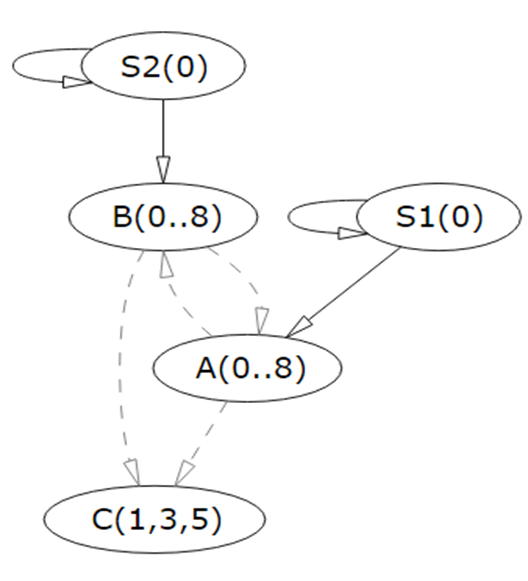 S2(0)
B(0..8)
S1(0)
A(0..8)
C(1,3,5)